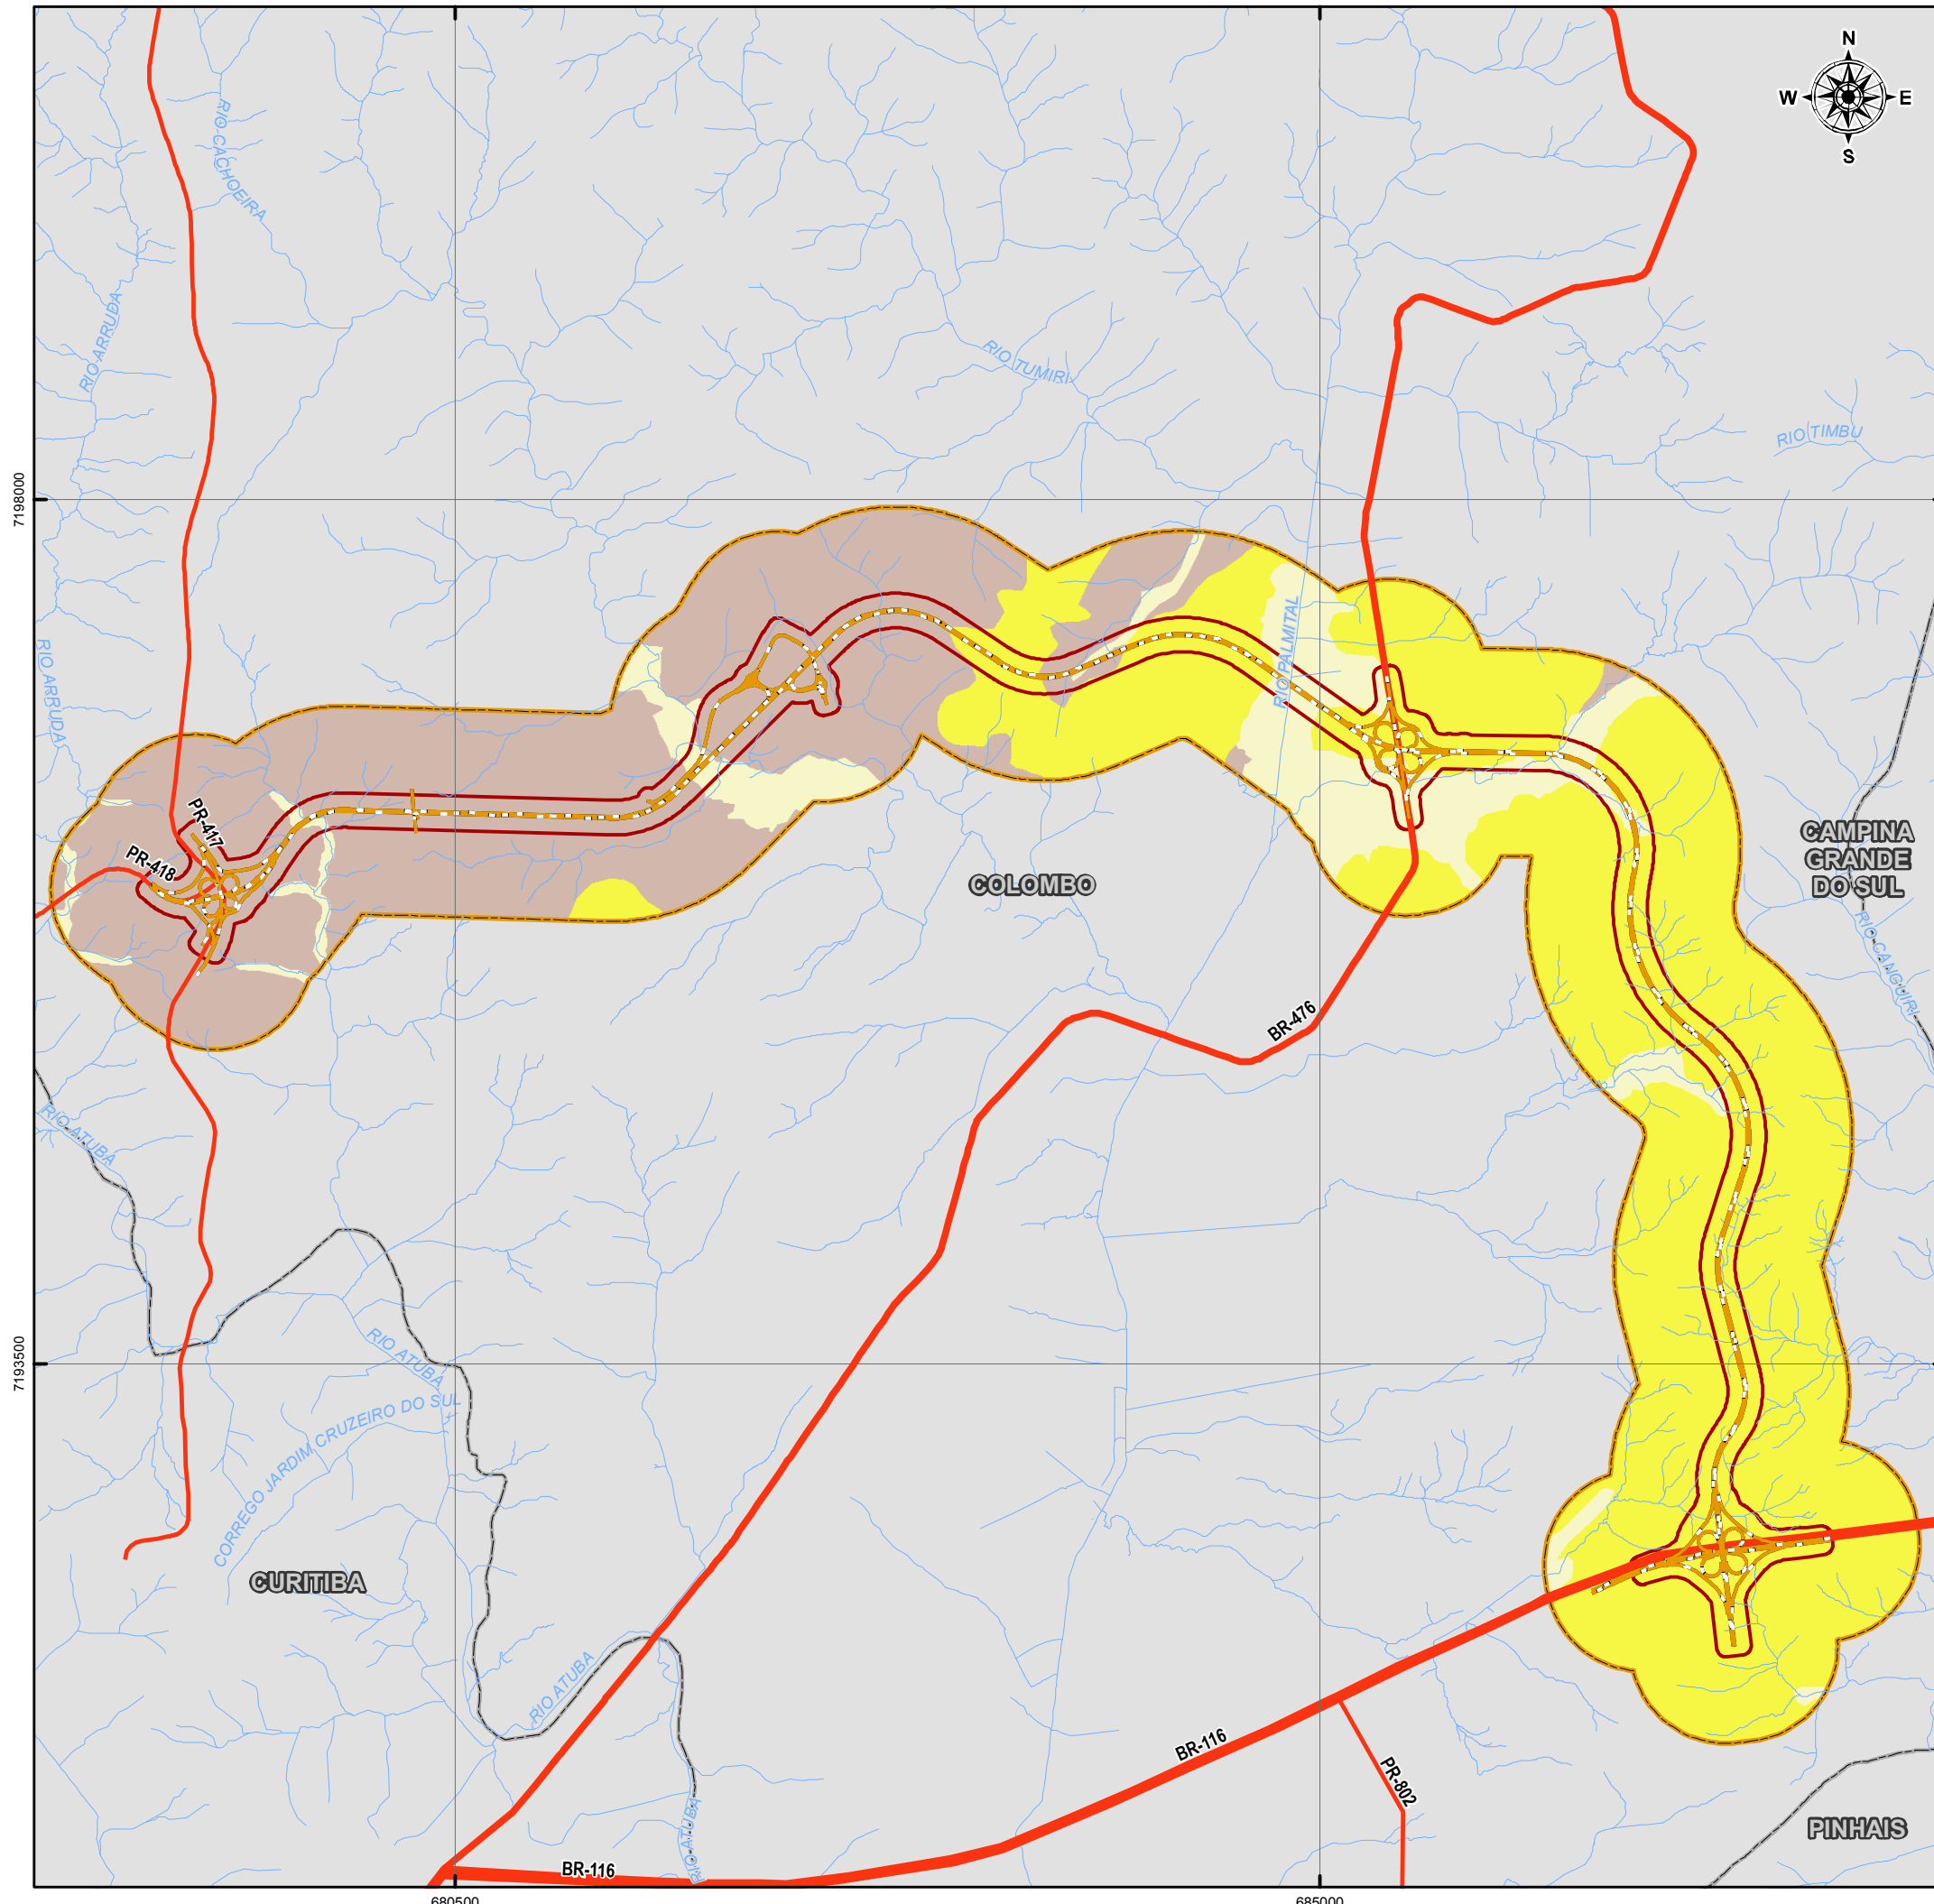 N
W
E
S
RIO CACHOEIRA
RIO ARRUDA
RIO TUMIRI
RIO TIMBU
7198000
RIO PALMITAL
RIO ARRUDA
PR-417
PR-418
COLOMBO
CAMPINA
GRANDE
DO SUL
RIO CANGUIRI
BR-476
RIO ATUBA
7193500
RIO ATUBA
CORREGO JARDIM CRUZEIRO DO SUL
CURITIBA
RIO ATUBA
BR-116
PR-802
RIO ATUBA
PINHAIS
BR-116
680500
685000